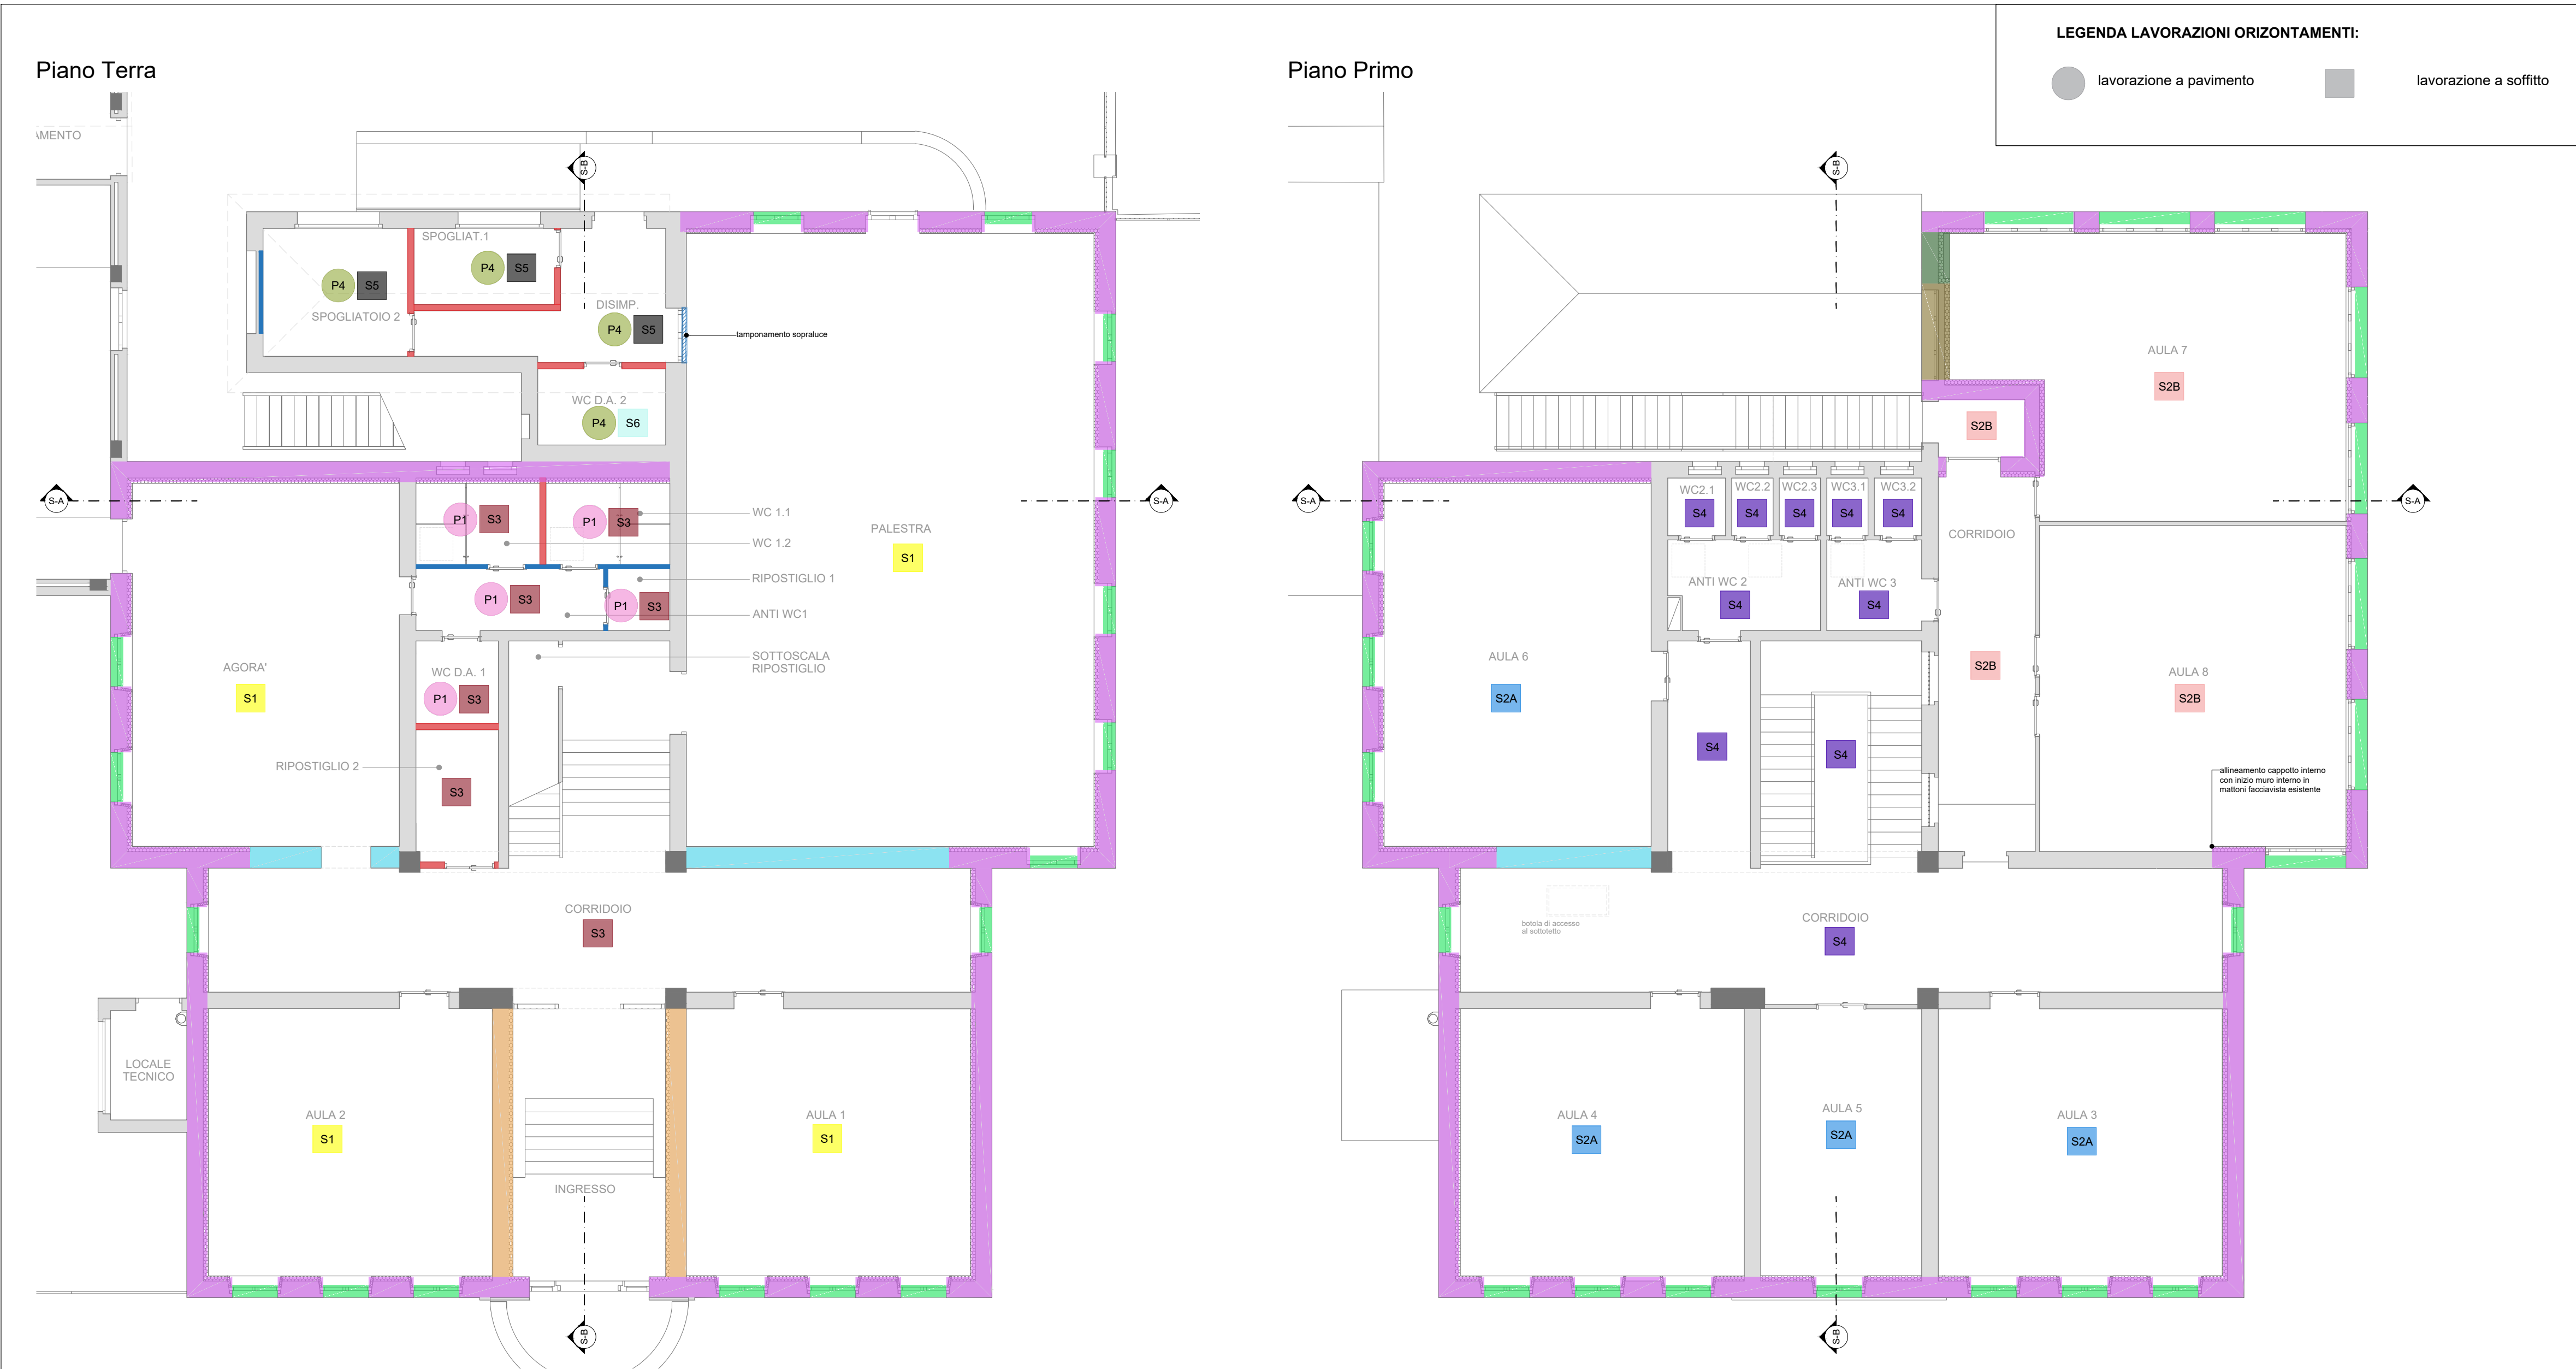 LEGENDA LAVORAZIONI ORIZONTAMENTI:
lavorazione a pavimento
lavorazione a soffitto
Piano Terra
AMENTO
S-B
SPOGLIAT.1
P4
S5
P4
S5
SPOGLIATOIO 2
DISIMP.
P4
S5
tamponamento sopraluce
WC D.A. 2
P4
S6
S-A
S-A
P1
S3
P1
S3
WC 1.1
WC 1.2
PALESTRA
S1
RIPOSTIGLIO 1
P1
S3
P1
S3
ANTI WC1
SOTTOSCALA
RIPOSTIGLIO
AGORA'
S1
WC D.A. 1
P1
S3
RIPOSTIGLIO 2
S3
CORRIDOIO
S3
LOCALE
TECNICO
AULA 2
S1
AULA 1
S1
INGRESSO
S-B
Piano Primo
S-B
AULA 7
S2B
S2B
S-A
S-A
WC2.1
WC2.2
WC2.3
WC3.1
WC3.2
S4
S4
S4
S4
S4
CORRIDOIO
ANTI WC 2
S4
ANTI WC 3
S4
AULA 6
S2A
S2B
AULA 8
S2B
S4
S4
allineamento cappotto interno
con inizio muro interno in
mattoni facciavista esistente
botola di accesso
al sottotetto
CORRIDOIO
S4
AULA 4
S2A
AULA 5
S2A
AULA 3
S2A
S-B